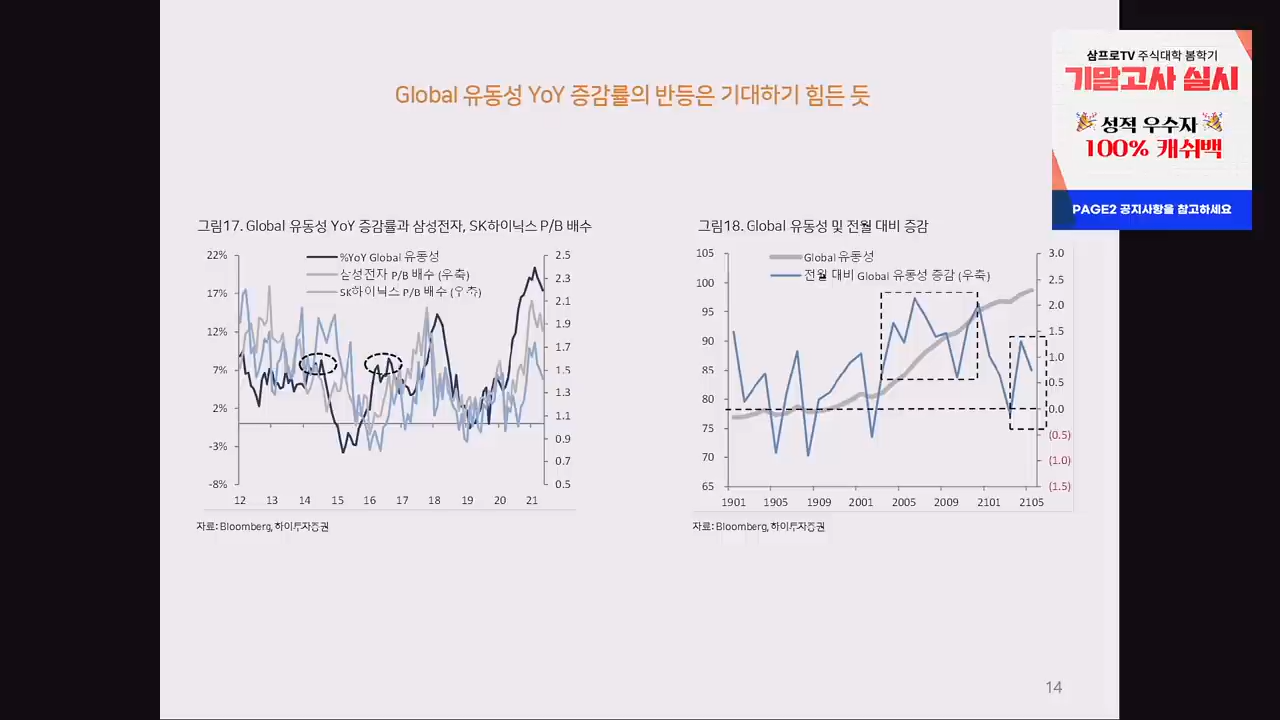 Global 유동성 YoY 증감률의 반등은 기대하기 힘든 듯
삼프로TV 주식대학 봄학기
기말고사 실시
성적 우수자
100% 캐쉬백
PAGE2 공지사항을 참고하세요
그림17. Global 유동성 YoY 증감률과 삼성전자, SK하이닉스 P/B 배수
%YoY Global 유동성
삼성전자 P/B 배수 (우축)
SK하이닉스 P/B 배수 (우축)
22%
17%
12%
7%
2%
-3%
-8%
2.5
2.3
2.1
1.9
1.7
1.5
1.3
1.1
0.9
0.7
0.5
12 13 14 15 16 17 18 19 20 21
자료: Bloomberg, 하이투자증권
그림18. Global 유동성 및 전월 대비 증감
Global 유동성
전월 대비 Global 유동성 증감 (우축)
105
100
95
90
85
80
75
70
65
3.0
2.5
2.0
1.5
1.0
0.5
0.0
(0.5)
(1.0)
(1.5)
1901 1905 1909 2001 2005 2009 2101 2105
자료: Bloomberg, 하이투자증권
14